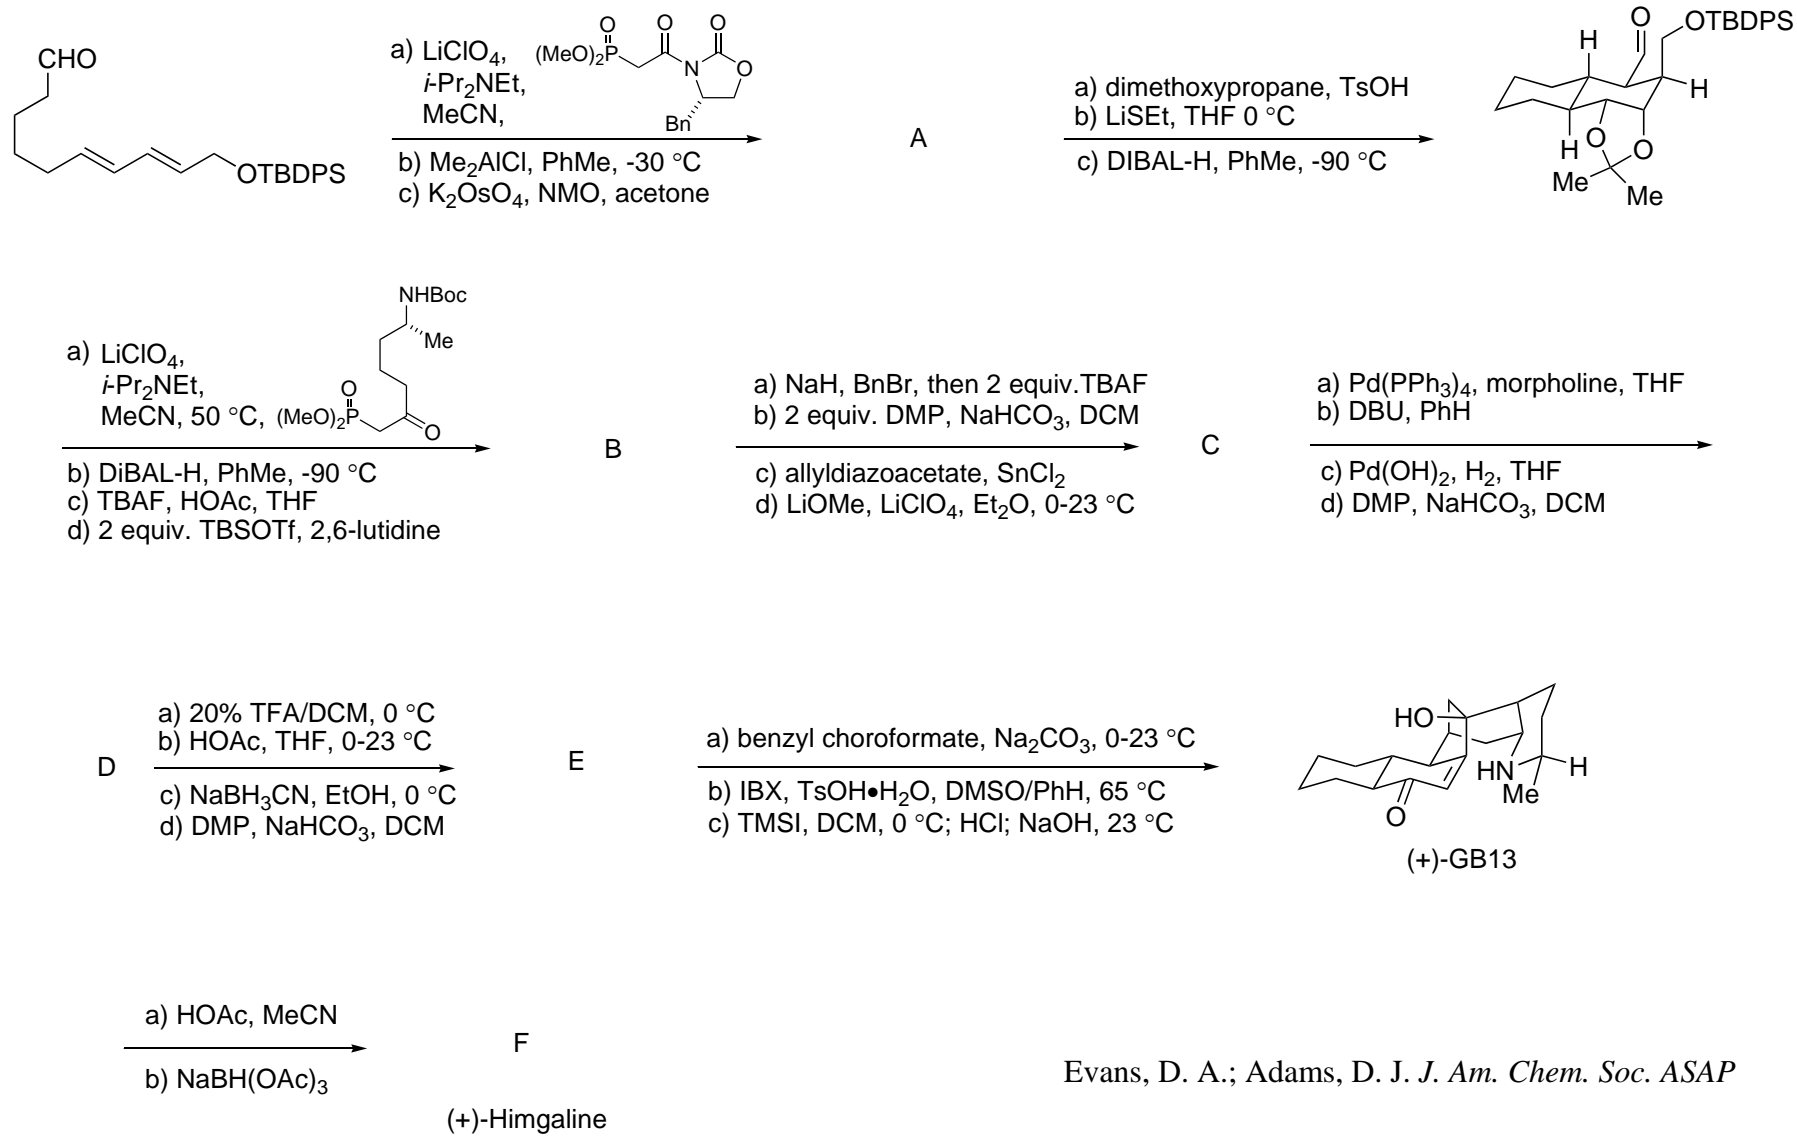 CHO
OTBDPS
a) LiClO4,
i-Pr2NEt,
MeCN,
(MeO)2P
O
O
O
N
O
Bn
b) Me2AlCl, PhMe, -30 °C
c) K2OsO4, NMO, acetone
A
a) dimethoxypropane, TsOH
b) LiSEt, THF 0 °C
c) DIBAL-H, PhMe, -90 °C
O
OTBDPS
H
H
H
O
O
Me
Me
a) LiClO4,
i-Pr2NEt,
MeCN, 50 °C,
NHBoc
Me
O
(MeO)2P
O
b) DiBAL-H, PhMe, -90 °C
c) TBAF, HOAc, THF
d) 2 equiv. TBSOTf, 2,6-lutidine
B
a) NaH, BnBr, then 2 equiv.TBAF
b) 2 equiv. DMP, NaHCO3, DCM
c) allyldiazoacetate, SnCl2
d) LiOMe, LiClO4, Et2O, 0-23 °C
C
a) Pd(PPh3)4, morpholine, THF
b) DBU, PhH
c) Pd(OH)2, H2, THF
d) DMP, NaHCO3, DCM
D
a) 20% TFA/DCM, 0 °C
b) HOAc, THF, 0-23 °C
c) NaBH3CN, EtOH, 0 °C
d) DMP, NaHCO3, DCM
E
a) benzyl choroformate, Na2CO3, 0-23 °C
b) IBX, TsOH•H2O, DMSO/PhH, 65 °C
c) TMSI, DCM, 0 °C; HCl; NaOH, 23 °C
HO
HN
H
Me
O
(+)-GB13
a) HOAc, MeCN
b) NaBH(OAc)3
F
(+)-Himgaline
Evans, D. A.; Adams, D. J. J. Am. Chem. Soc. ASAP